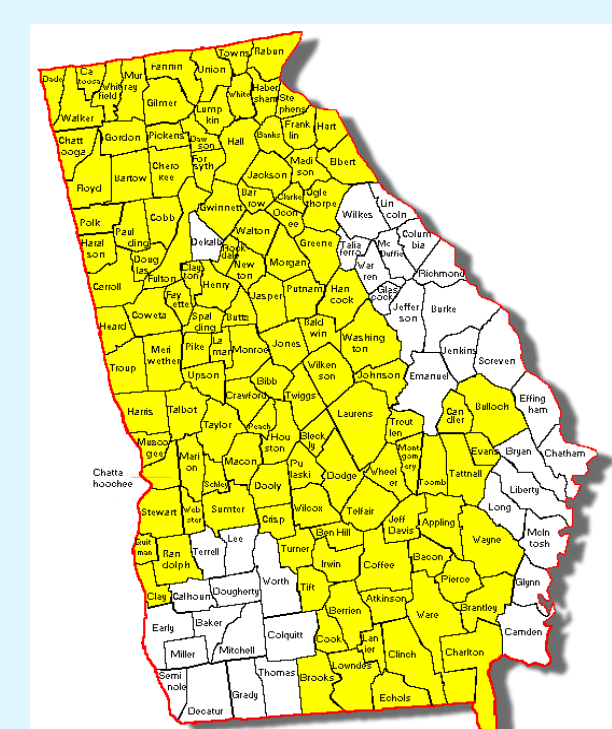 Towns
Rabun
Fannin
Union
Dade
Ca
toosa
Mur
ray
Whit
field
Gilmer
White
Haber
sham
Ste
phens
Lump
kin
Walker
Chatt
ooga
Gordon
Pickens
Daw
son
Hall
Banks
Frank
lin
Hart
Floyd
Bartow
Chero
kee
For
syth
Jackson
Madi
son
Elbert
Polk
Paul
ding
Cobb
Gwinnett
Bar
row
Clarke
Ogle
thorpe
Wilkes
Lin
coln
Haral
son
Doug
las
Dekalb
Rock
dale
Walton
Ocon
ee
Greene
Talia
ferro
Mc
Duffie
Colum
bia
Carroll
Fulton
Clay
ton
New
ton
Morgan
War
ren
Richmond
Fay
ette
Henry
Jasper
Putnam
Han
cock
Glas
cock
Jeffer
son
Burke
Heard
Coweta
Spal
ding
Butts
Bald
win
Washing
ton
Jenkins
Screven
Troup
Meri
wether
Pike
La
mar
Monroe
Jones
Wilken
son
Johnson
Emanuel
Upson
Bibb
Crawford
Twiggs
Harris
Talbot
Taylor
Peach
Laurens
Treut
len
Can
dler
Bulloch
Effing
ham
Musco
gee
Mari
on
Macon
Hou
ston
Bleck
ly
Mont
gom
ery
Evans
Bryan
Chatham
Chatta
hoochee
Schley
Dooly
Pu
laski
Dodge
Wheel
er
Toomb
Tattnall
Liberty
Stewart
Web
ster
Sumter
Crisp
Wilcox
Telfair
Jeff
Davis
Appling
Long
Wayne
McIn
tosh
Quit
man
Ran
dolph
Terrell
Lee
Turner
Ben Hill
Irwin
Coffee
Bacon
Pierce
Glynn
Clay
Calhoun
Dougherty
Worth
Tift
Atkinson
Ware
Brantley
Early
Baker
Berrien
Camden
Miller
Mitchell
Colquitt
Cook
Lan
ier
Clinch
Charlton
Semi
nole
Decatur
Grady
Thomas
Brooks
Lowndes
Echols